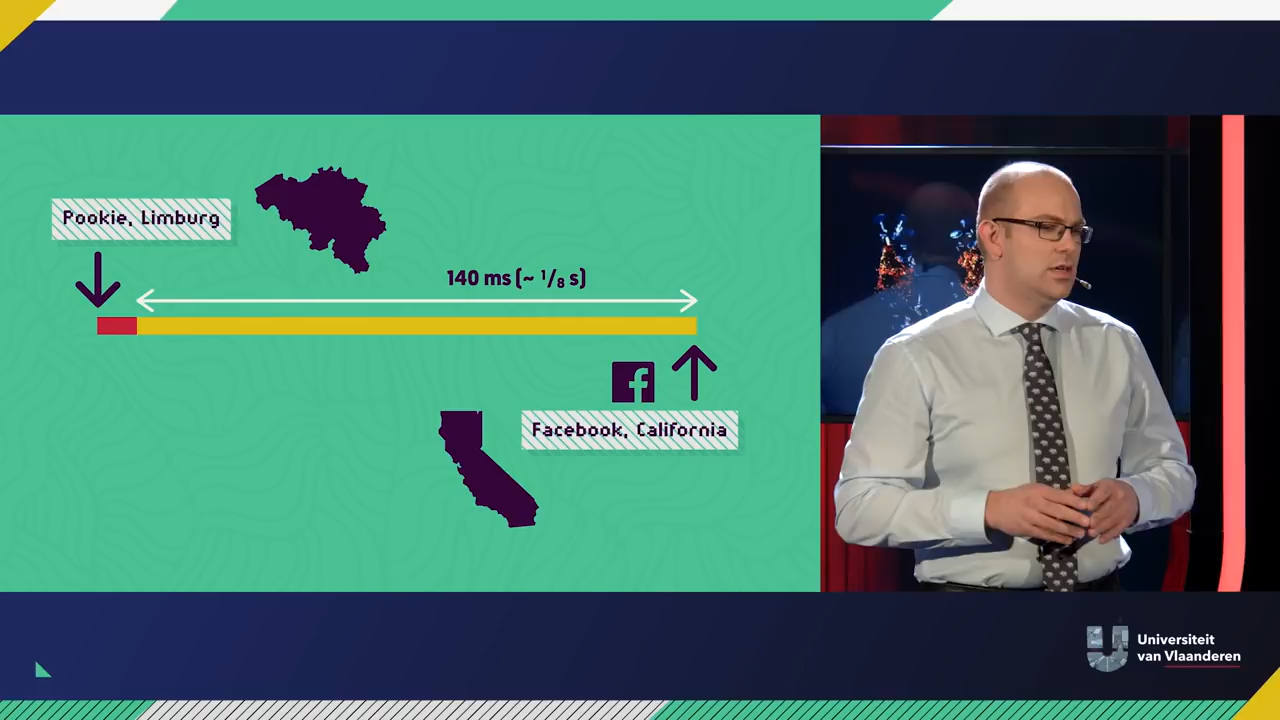 Pookie, Limburg
140 ms (~ 1/8 s)
Facebook, California
Universiteit
van Vlaanderen